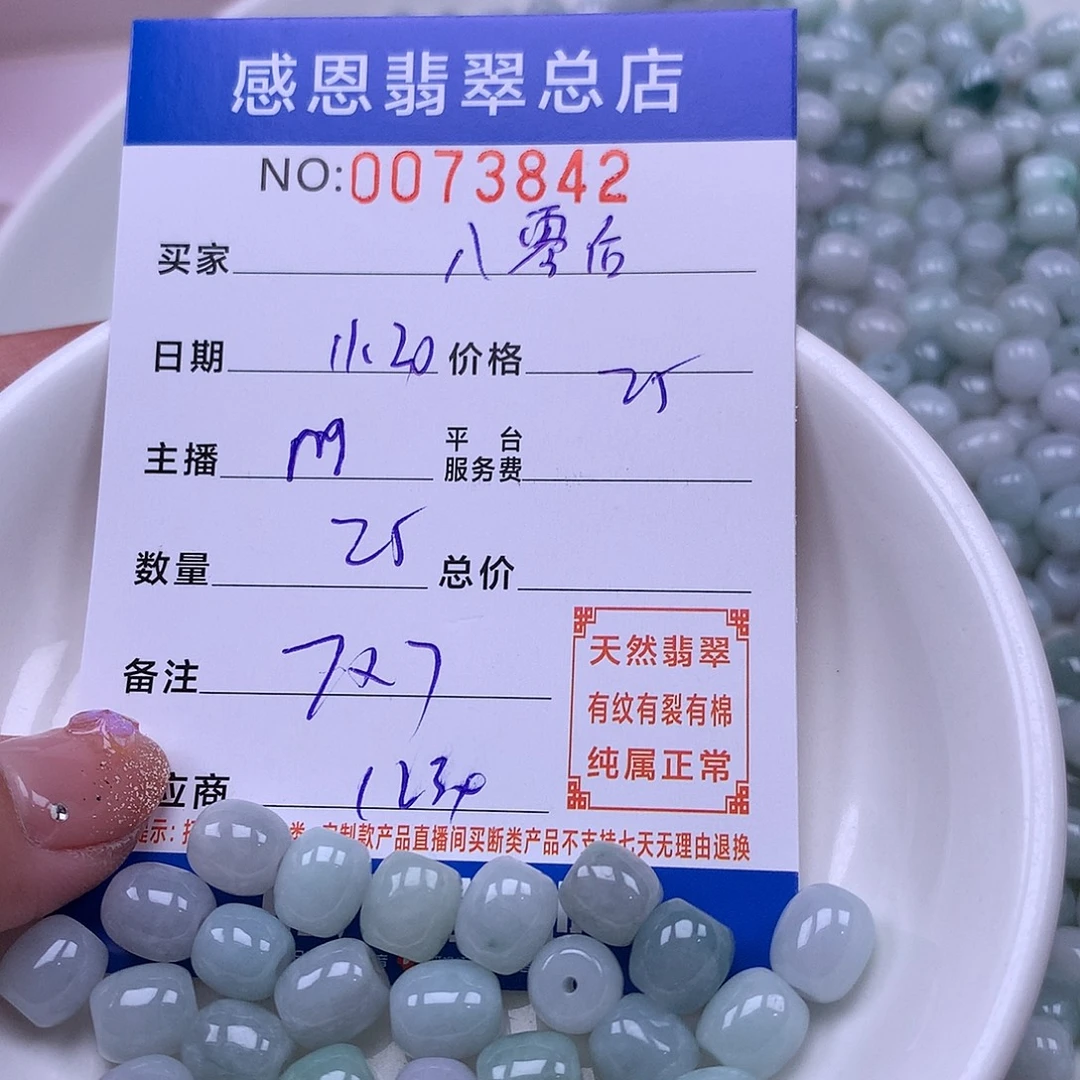 感恩翡翠总店
NO:0073842
买家 八零后
日期 11.20 价格 25
主播 m9 平台服务费
数量 25 总价
备注 7x7
天然翡翠
有纹有裂有棉
纯属正常
应商
示: 类 定制款产品直播间买断类产品不支持七天无理由退换